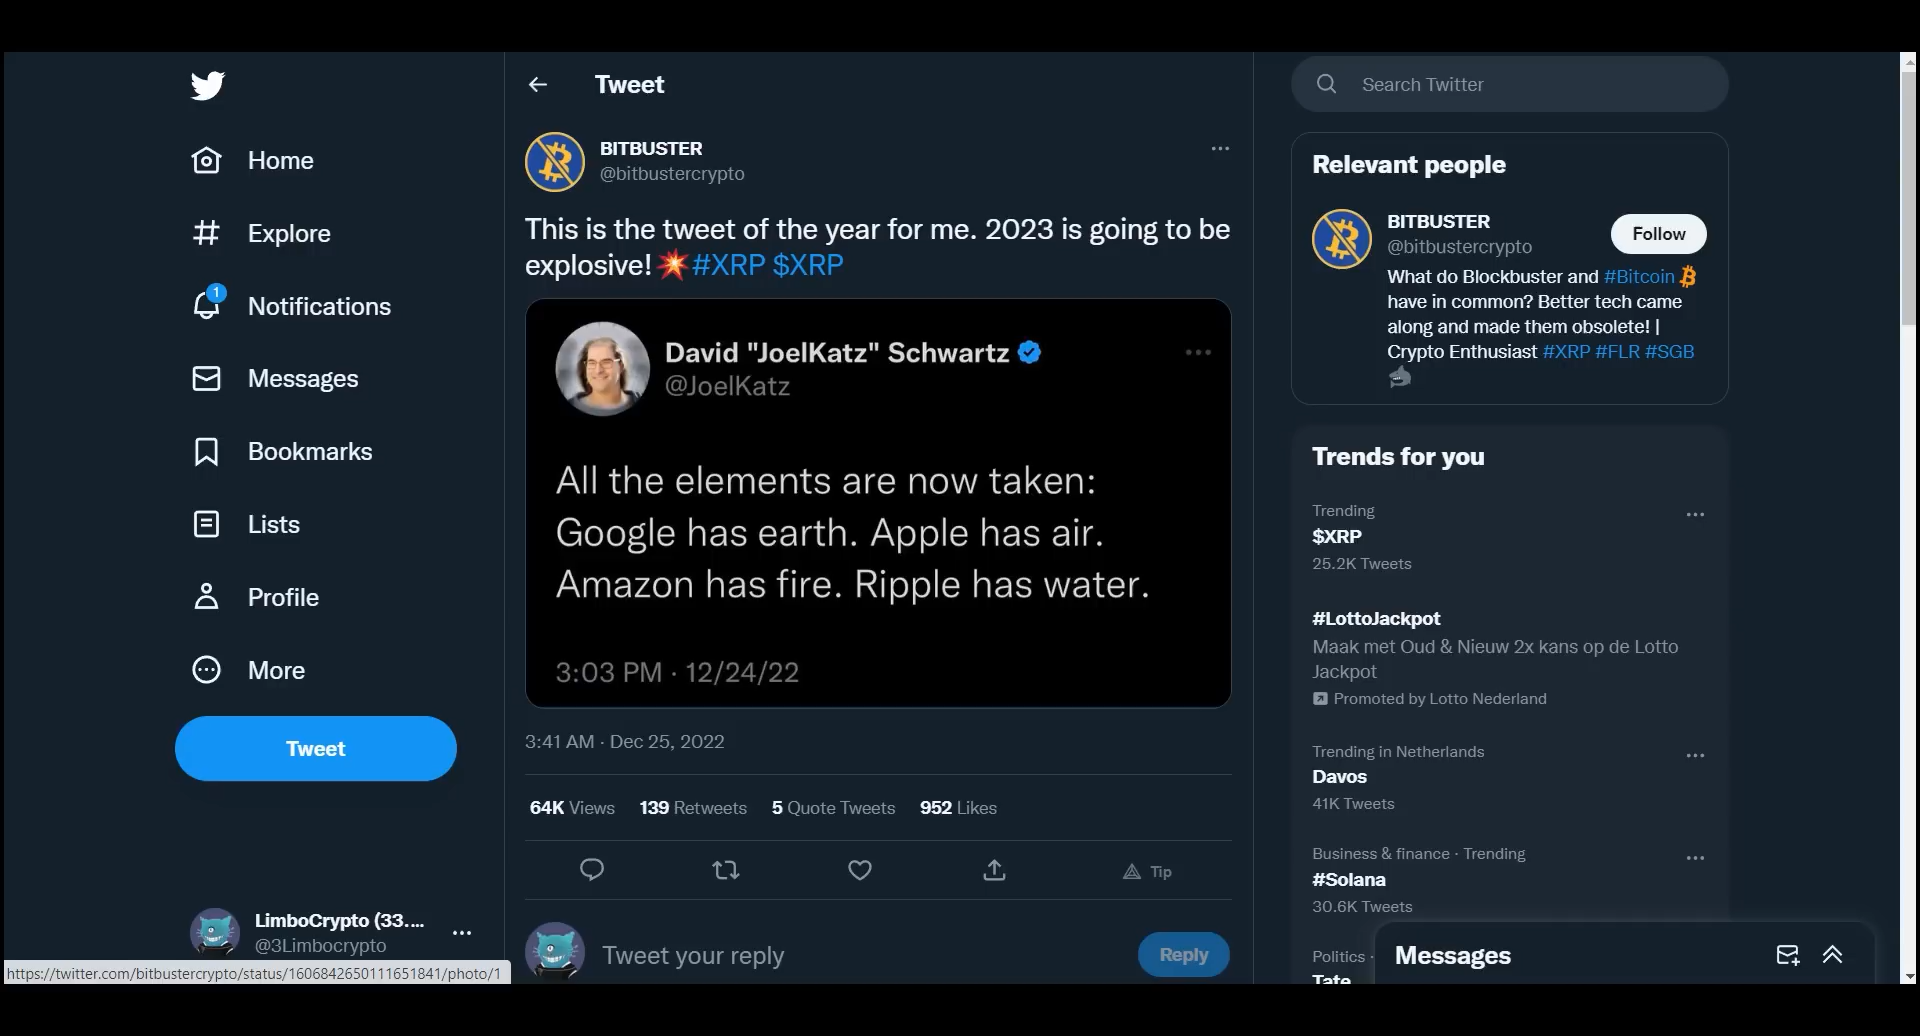 Home
Explore
1
Notifications
Messages
Bookmarks
Lists
Profile
More
Tweet
LimboCrypto (33....
@3Limbocrypto
https://twitter.com/bitbustercrypto/status/1606842650111651841/photo/1
Tweet
BITBUSTER
@bitbustercrypto
This is the tweet of the year for me. 2023 is going to be
explosive!💥#XRP $XRP
David "JoelKatz" Schwartz
@JoelKatz
All the elements are now taken:
Google has earth. Apple has air.
Amazon has fire. Ripple has water.
3:03 PM · 12/24/22
3:41 AM · Dec 25, 2022
64K Views 139 Retweets 5 Quote Tweets 952 Likes
Tip
Tweet your reply
Reply
Search Twitter
Relevant people
BITBUSTER
@bitbustercrypto
Follow
What do Blockbuster and #Bitcoin
have in common? Better tech came
along and made them obsolete! |
Crypto Enthusiast #XRP #FLR #SGB
Trends for you
Trending
$XRP
25.2K Tweets
#LottoJackpot
Maak met Oud & Nieuw 2x kans op de Lotto
Jackpot
Promoted by Lotto Nederland
Trending in Netherlands
Davos
41K Tweets
Business & finance · Trending
#Solana
30.6K Tweets
Politics ·
Tate
Messages